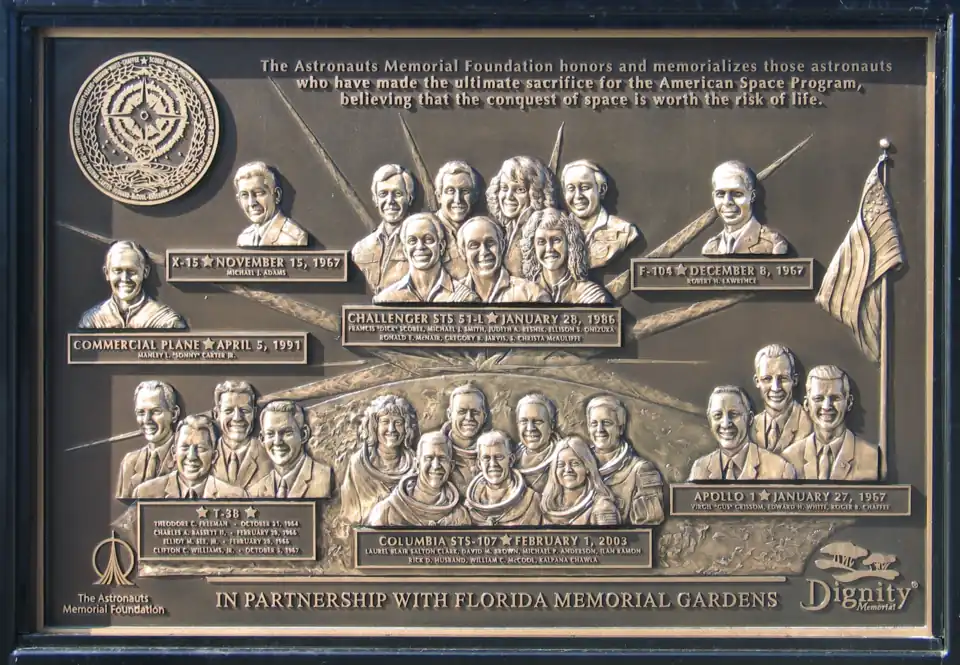 The Astronauts Memorial Foundation honors and memorializes those astronauts
who have made the ultimate sacrifice for the American Space Program,
believing that the conquest of space is worth the risk of life.
X-15★NOVEMBER 15, 1967
MICHAEL J. ADAMS
F-104★DECEMBER 8, 1967
ROBERT H. LAWRENCE
COMMERCIAL PLANE★APRIL 5, 1991
MANLEY L. "SONNY" CARTER JR.
CHALLENGER STS 51-L★JANUARY 28, 1986
FRANCIS "DICK" SCOBEE, MICHAEL J. SMITH, JUDITH A. RESNIK, ELLISON S. ONIZUKA
RONALD E. McNAIR, GREGORY B. JARVIS, S. CHRISTA McAULIFFE
★ T-38 ★
THEODORE C. FREEMAN • OCTOBER 31, 1964
CHARLES A. BASSETT II. • FEBRUARY 28, 1966
ELLIOT M. SEE, JR. • FEBRUARY 28, 1966
CLIFTON C. WILLIAMS, JR. • OCTOBER 5, 1967
COLUMBIA STS-107★FEBRUARY 1, 2003
LAUREL BLAIR SALTON CLARK, DAVID M. BROWN, MICHAEL P. ANDERSON, ILAN RAMON
RICK D. HUSBAND, WILLIAM C. McCOOL, KALPANA CHAWLA
APOLLO 1★JANUARY 27, 1967
VIRGIL "GUS" GRISSOM, EDWARD H. WHITE, ROGER B. CHAFFEE
The Astronauts
Memorial Foundation
IN PARTNERSHIP WITH FLORIDA MEMORIAL GARDENS
Dignity®
Memorial